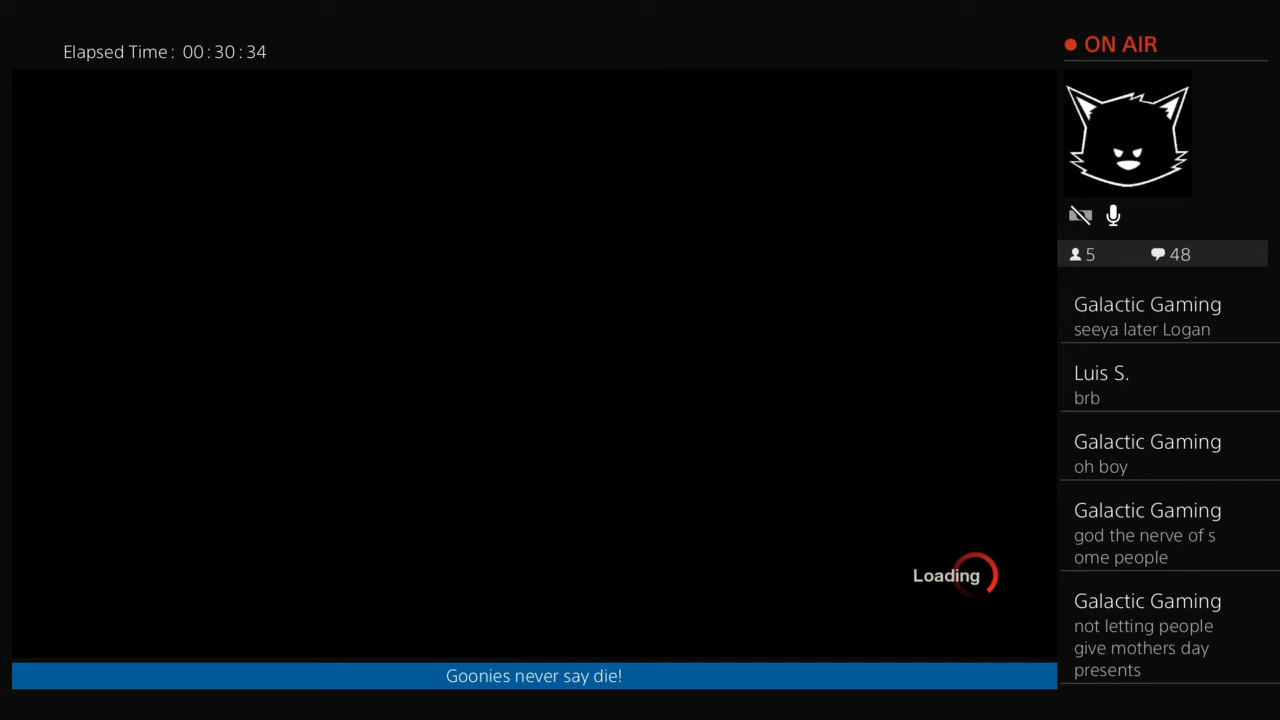 Elapsed Time: 00:30:34
ON AIR
5 48
Galactic Gaming
seeya later Logan
Luis S.
brb
Galactic Gaming
oh boy
Galactic Gaming
god the nerve of s
ome people
Galactic Gaming
not letting people
give mothers day
presents
Loading
Goonies never say die!